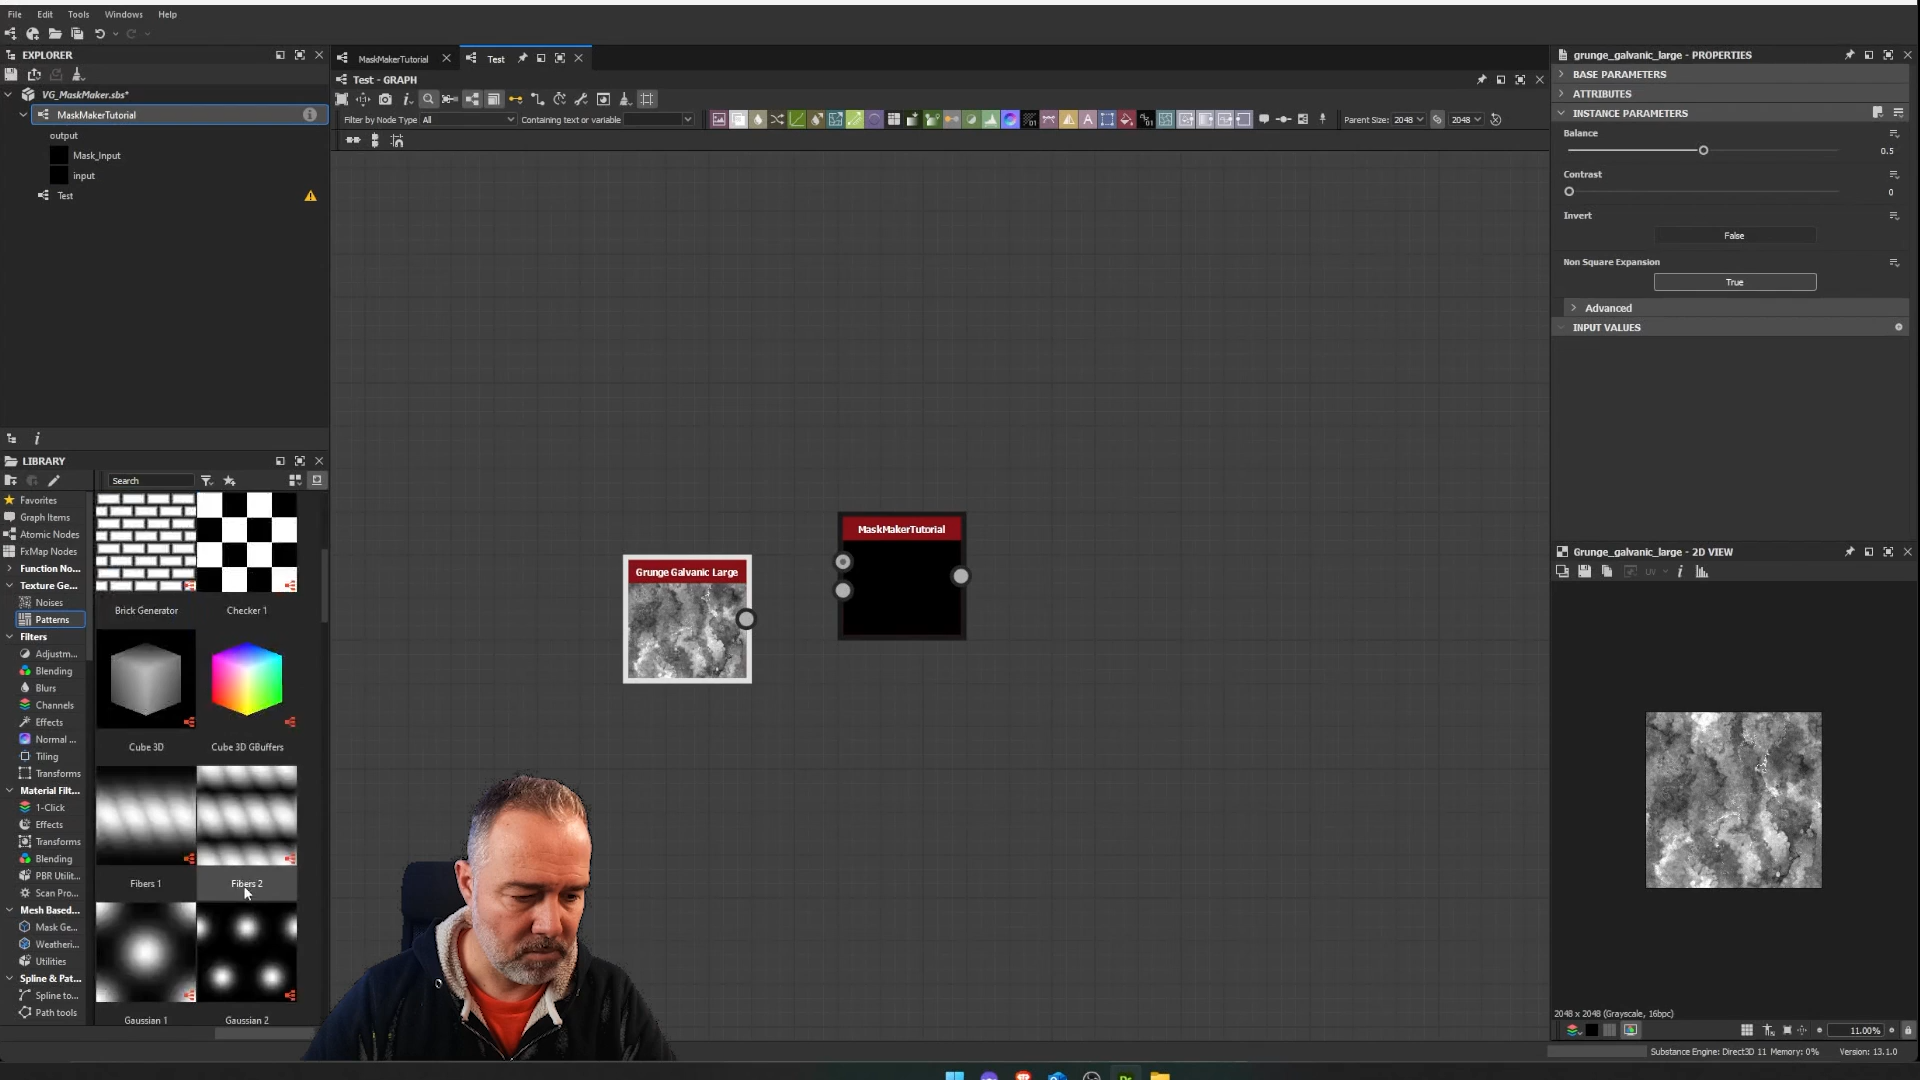 File Edit Tools Windows Help
EXPLORER
VG_MaskMaker.sbs*
MaskMakerTutorial
output
Mask_Input
input
Test
LIBRARY
Search
Favorites
Graph Items
Atomic Nodes
FxMap Nodes
Function No...
Texture Ge...
Noises
Patterns
Filters
Adjustm...
Blending
Blurs
Channels
Effects
Normal ...
Tiling
Transforms
Material Filt...
1-Click
Effects
Transforms
Blending
PBR Utilit...
Scan Pro...
Mesh Based...
Mask Ge...
Weatheri...
Utilities
Spline & Pat...
Spline to...
Path tools
Brick Generator
Checker 1
Cube 3D
Cube 3D GBuffers
Fibers 1
Fibers 2
Gaussian 1
Gaussian 2
MaskMakerTutorial
Test
Test - GRAPH
Filter by Node Type All
Containing text or variable
Parent Size: 2048
2048
Grunge Galvanic Large
MaskMakerTutorial
grunge_galvanic_large - PROPERTIES
BASE PARAMETERS
ATTRIBUTES
INSTANCE PARAMETERS
Balance
0.5
Contrast
0
Invert
False
Non Square Expansion
True
Advanced
INPUT VALUES
Grunge_galvanic_large - 2D VIEW
UV
2048 x 2048 (Grayscale, 16bpc)
11.00%
Substance Engine: Direct3D 11 Memory: 0% Version: 13.1.0